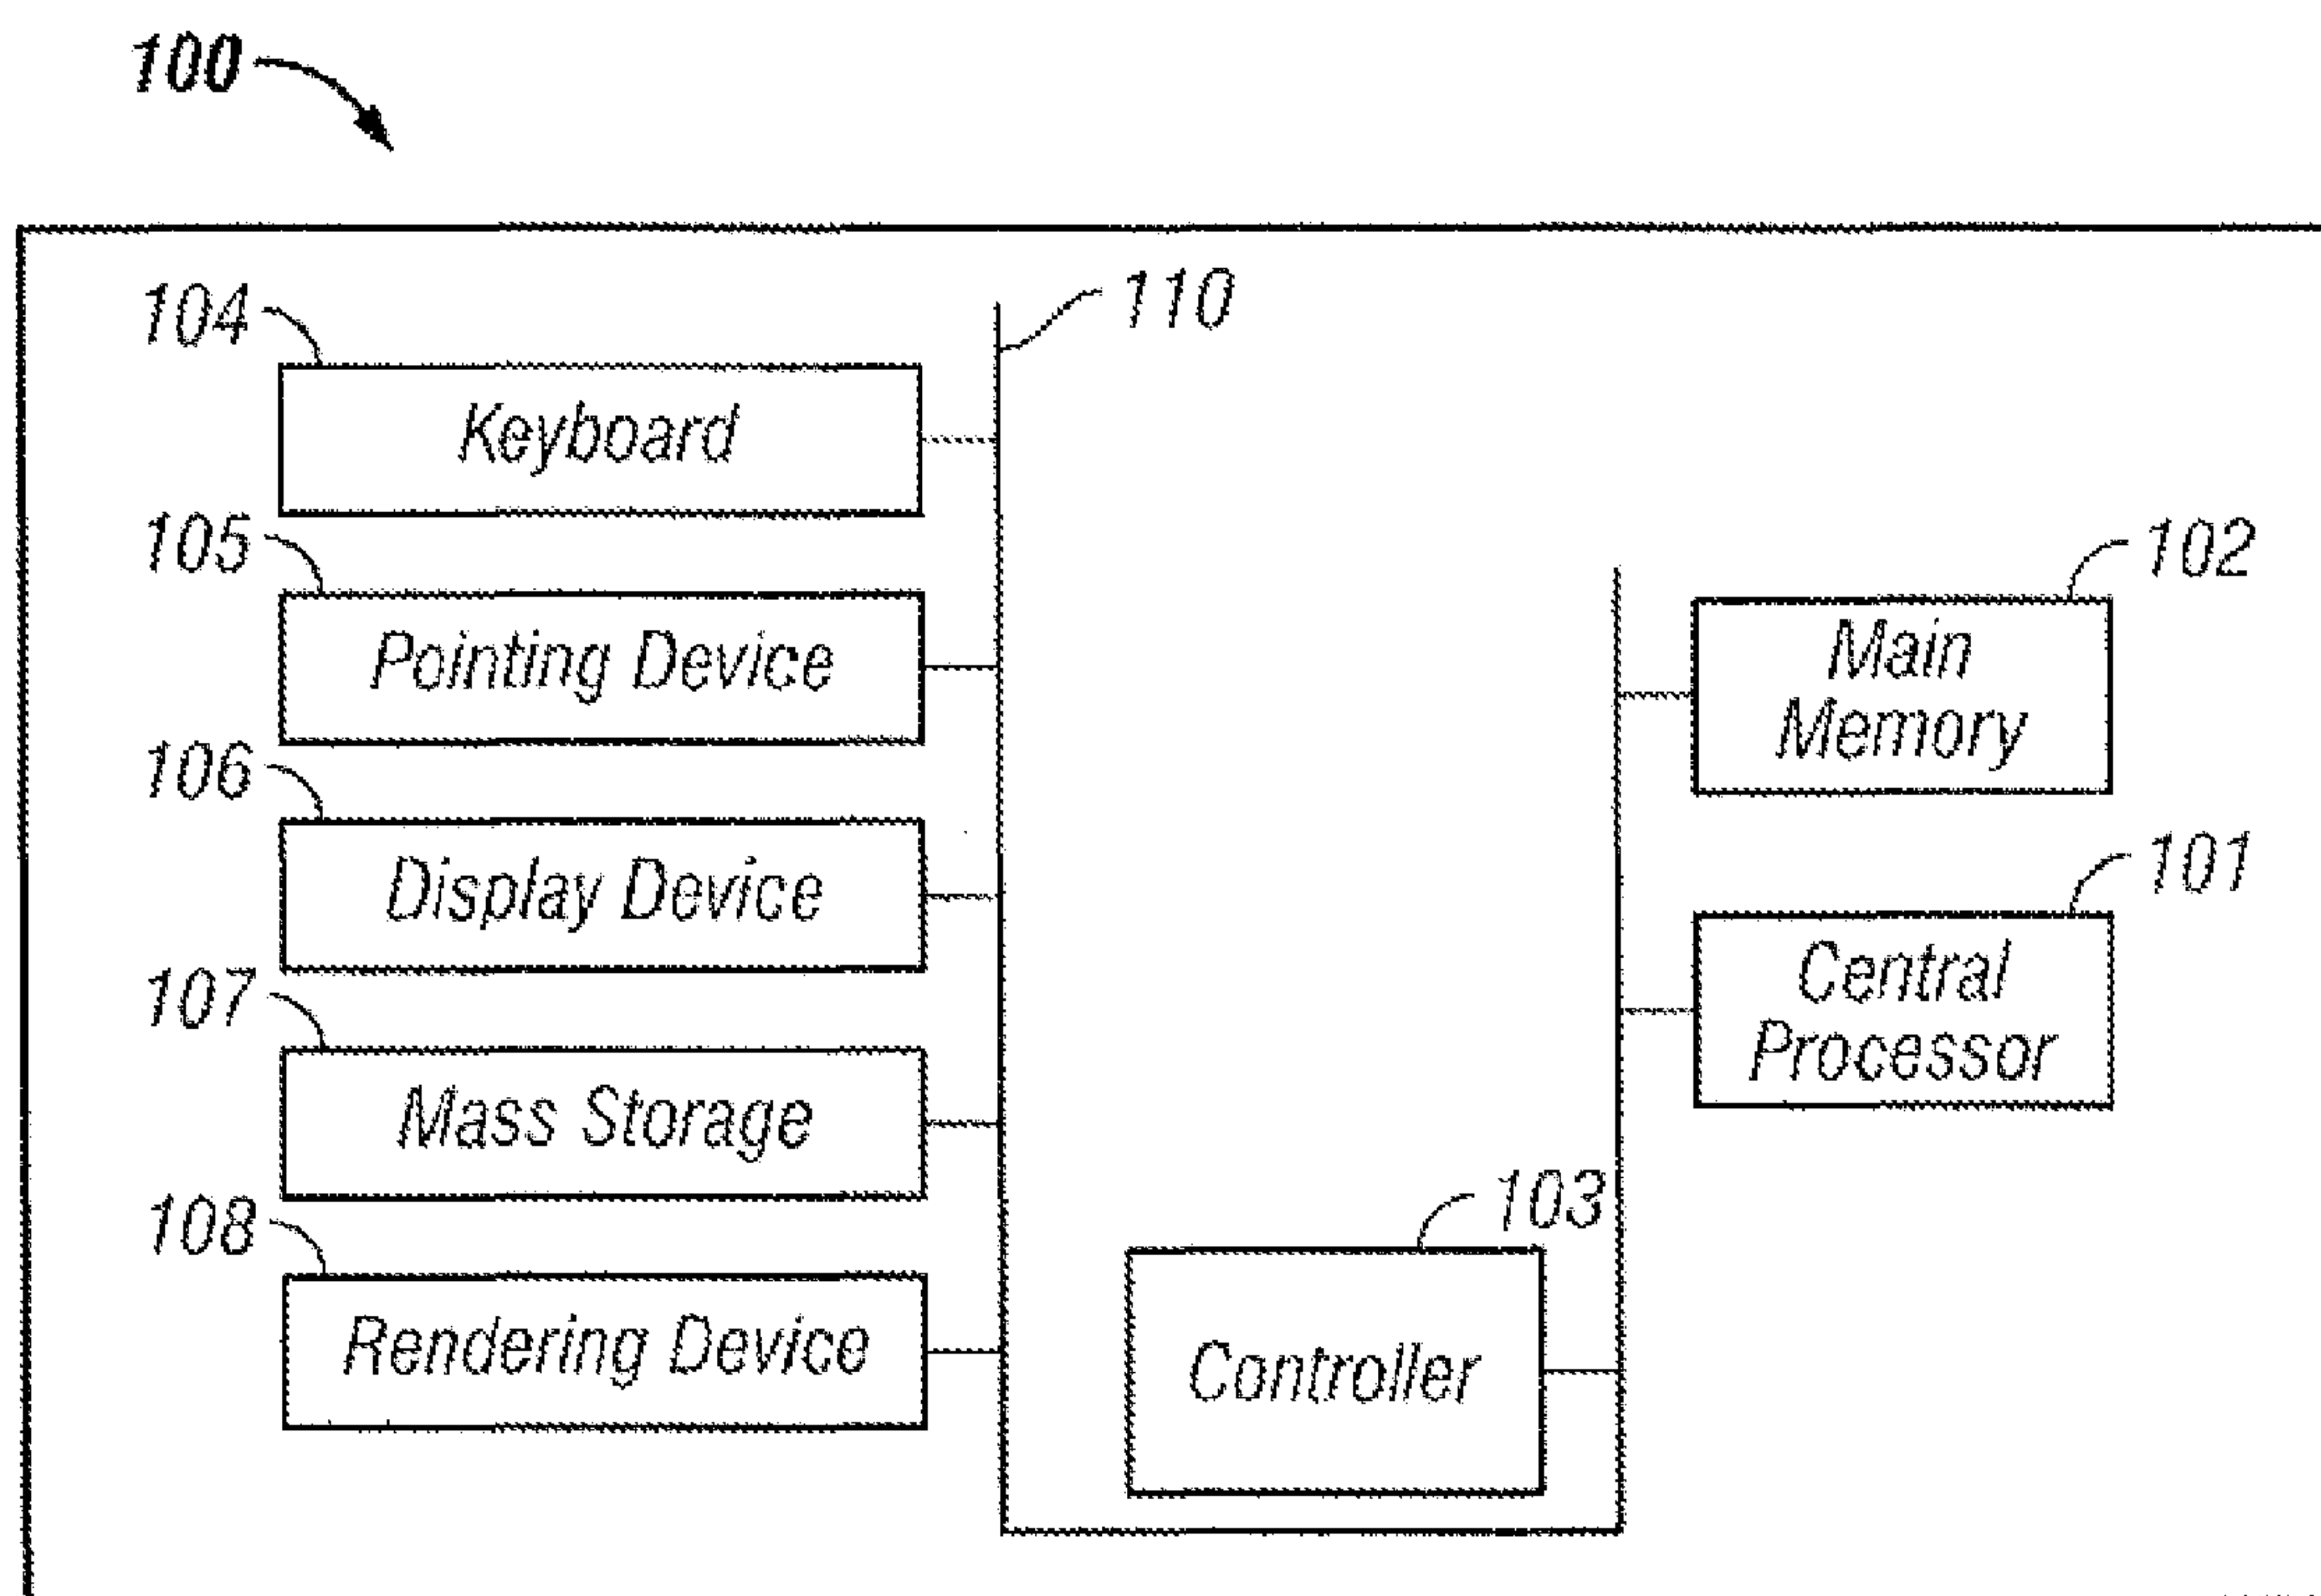 100
104
110
Keyboard
105
Pointing Device
102
Main
Memory
106
Display Device
101
Central
Processor
107
Mass Storage
108
Rendering Device
103
Controller